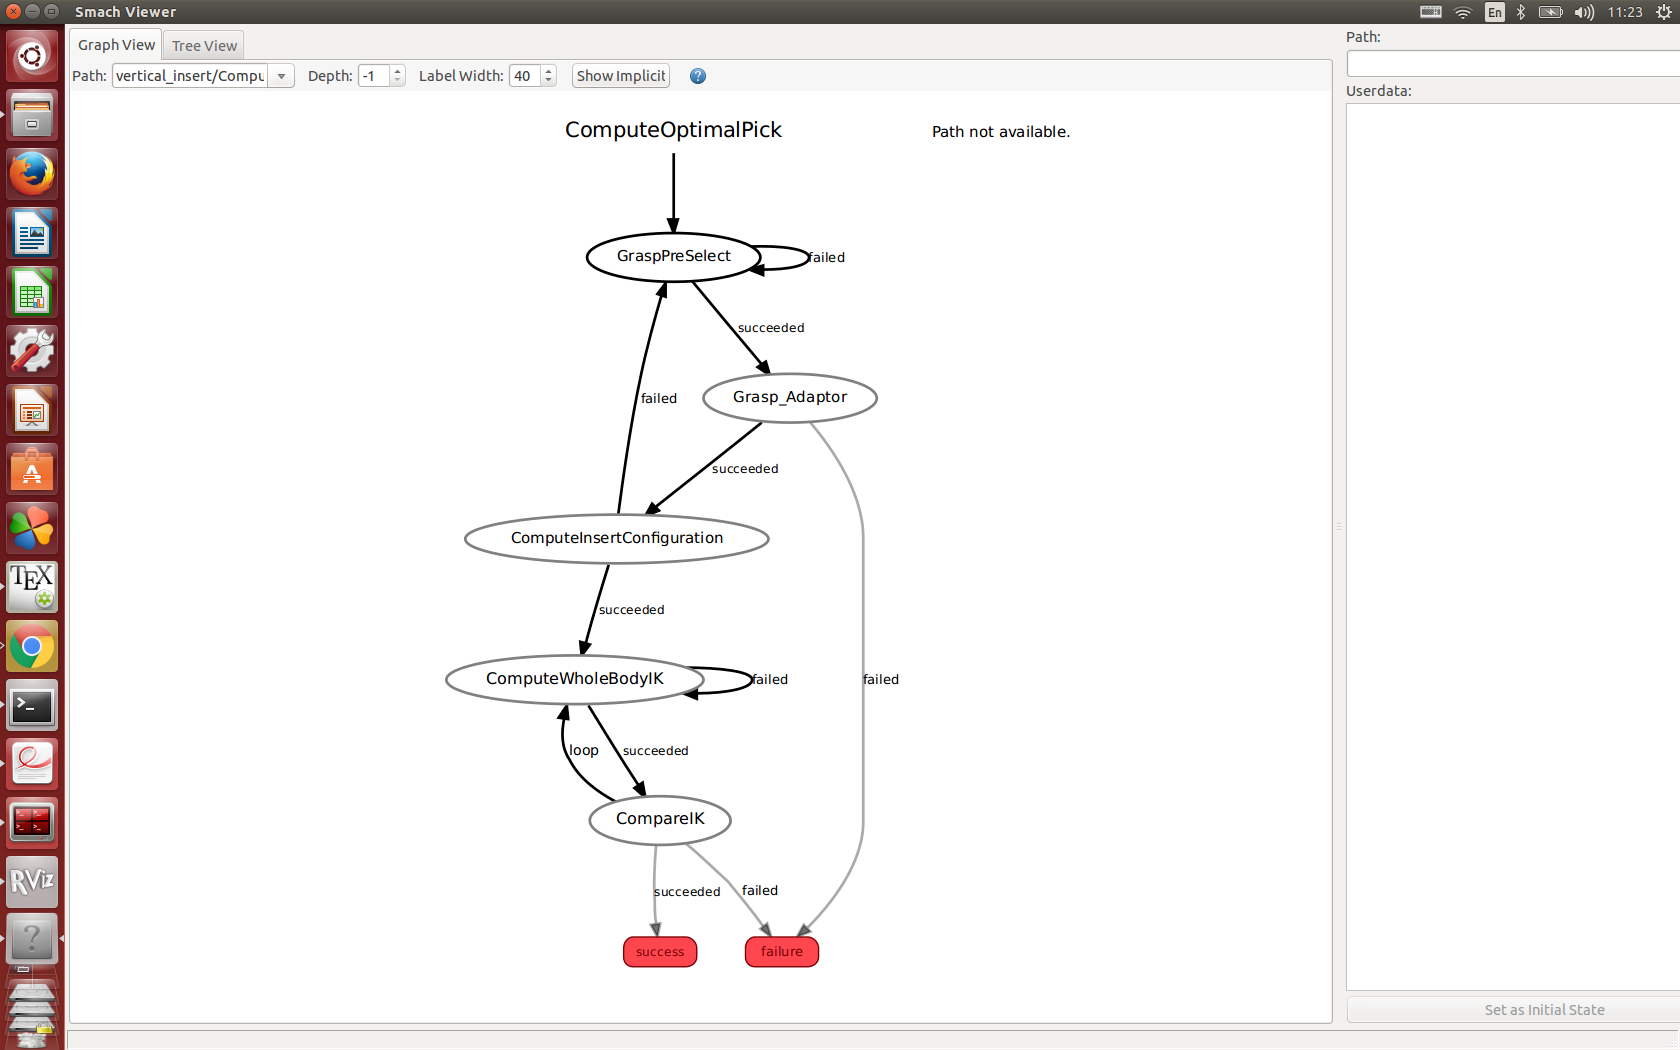 Smach Viewer
En
11:23
Graph View
Tree View
Path:
vertical_insert/Compu
Depth:
-1
Label Width:
40
Show Implicit
?
Path:
Userdata:
ComputeOptimalPick
Path not available.
GraspPreSelect
failed
succeeded
Grasp_Adaptor
failed
succeeded
ComputeInsertConfiguration
succeeded
ComputeWholeBodyIK
failed
failed
loop
succeeded
CompareIK
succeeded
failed
success
failure
Set as Initial State
TEX
RViz
?